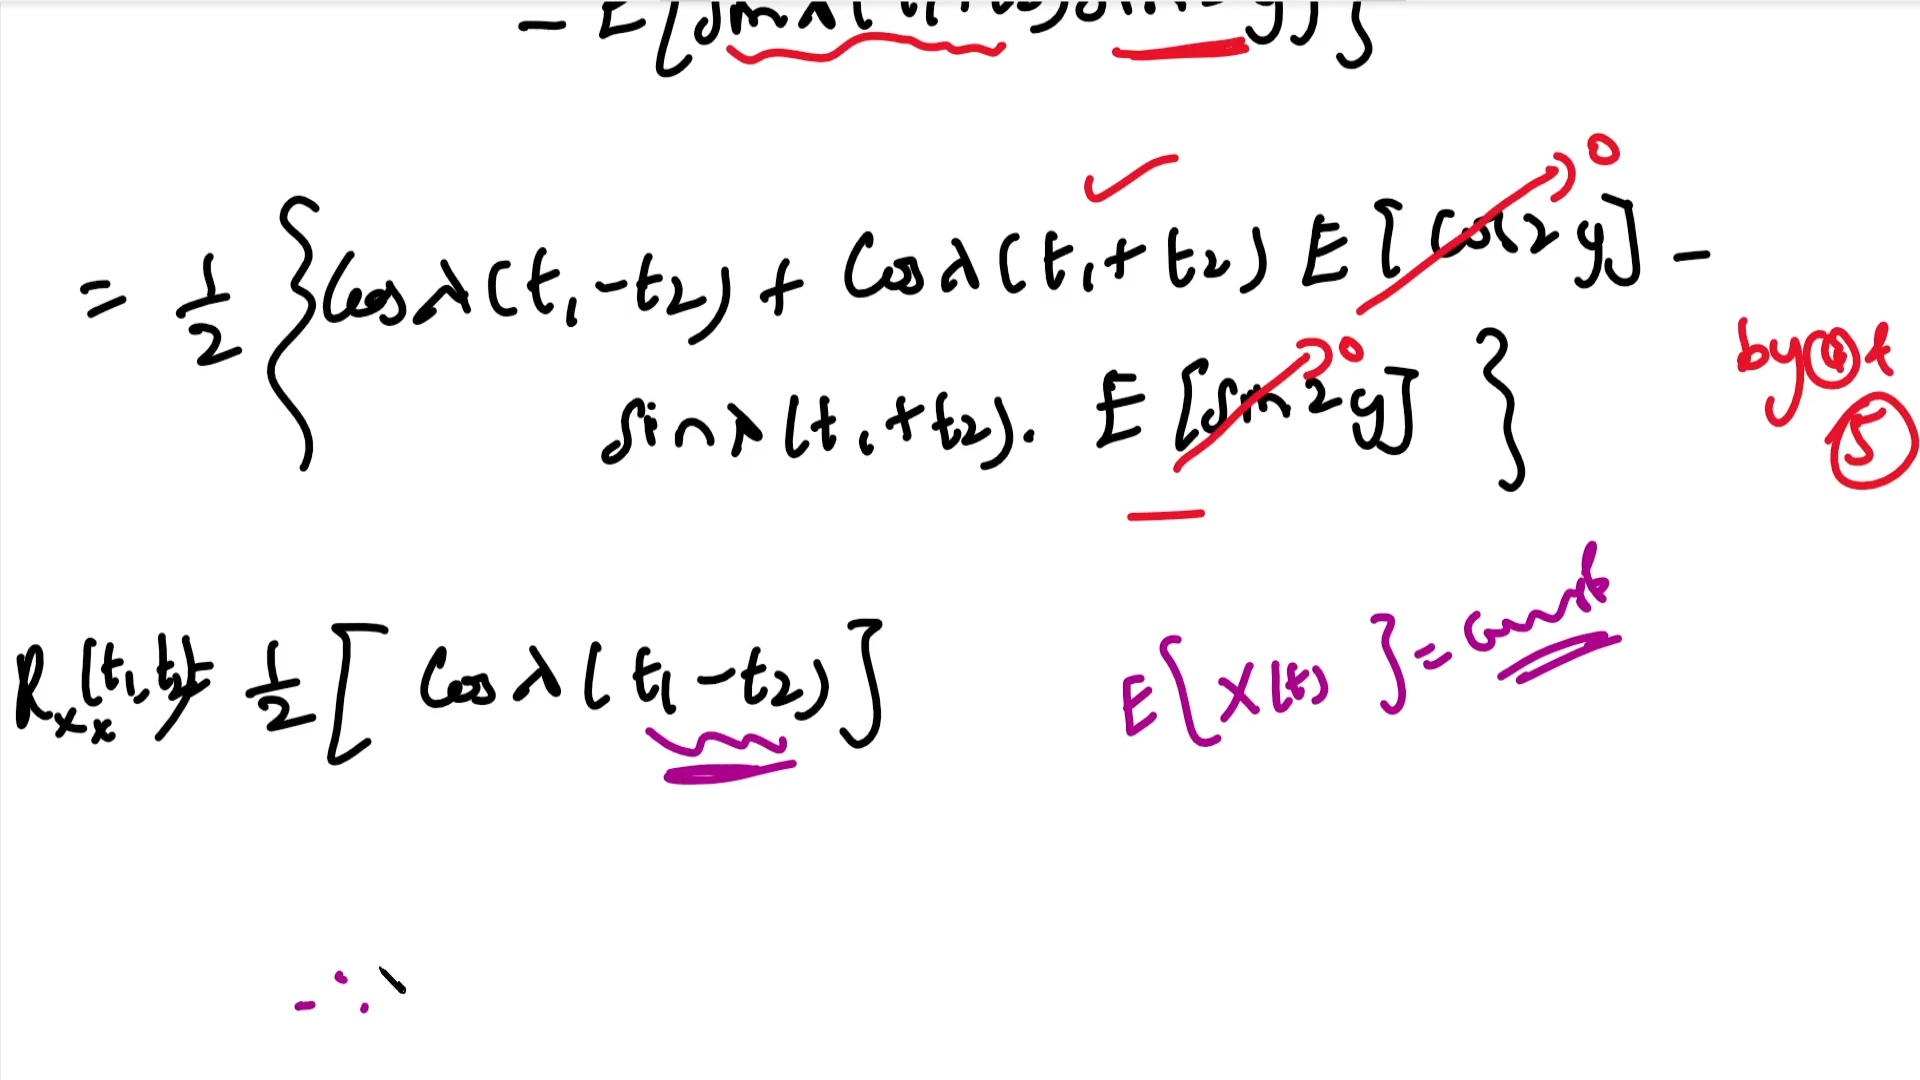 = 1/2 { Cos λ(t1 - t2) + Cos λ(t1 + t2) E[Cos 2y] - 0
sin λ(t1 + t2). E[sin 2y] } 0
by ④ &
⑤
Rxx(t1, t2) = 1/2 [ Cos λ(t1 - t2) ]
E{X(t)} = const
∴